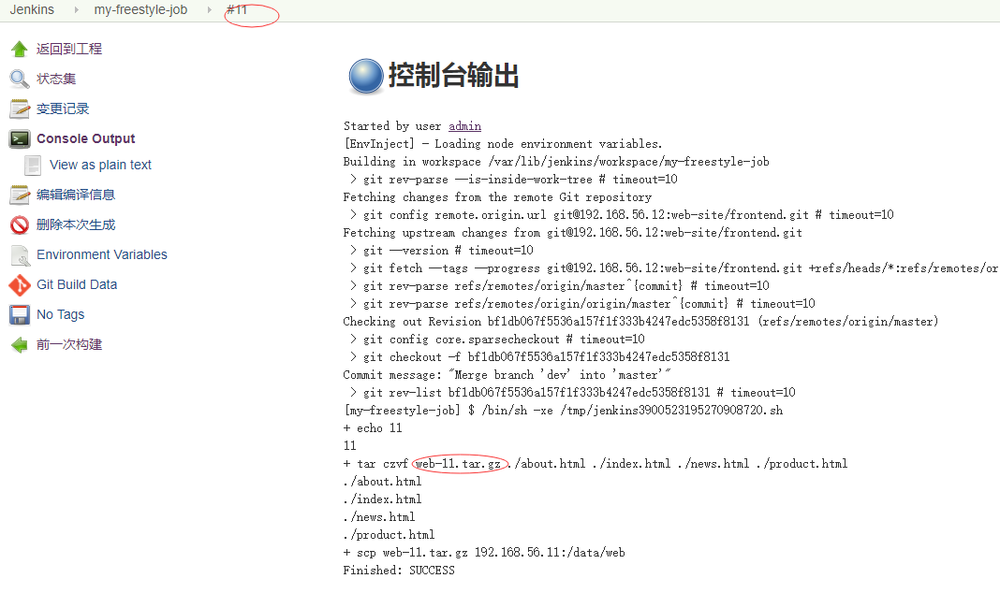 Jenkins my-freestyle-job #11
返回到工程
状态集
变更记录
Console Output
View as plain text
编辑编译信息
删除本次生成
Environment Variables
Git Build Data
No Tags
前一次构建
控制台输出
Started by user admin
[EnvInject] - Loading node environment variables.
Building in workspace /var/lib/jenkins/workspace/my-freestyle-job
> git rev-parse --is-inside-work-tree # timeout=10
Fetching changes from the remote Git repository
> git config remote.origin.url git@192.168.56.12:web-site/frontend.git # timeout=10
Fetching upstream changes from git@192.168.56.12:web-site/frontend.git
> git --version # timeout=10
> git fetch --tags --progress git@192.168.56.12:web-site/frontend.git +refs/heads/*:refs/remotes/or
> git rev-parse refs/remotes/origin/master^{commit} # timeout=10
> git rev-parse refs/remotes/origin/origin/master^{commit} # timeout=10
Checking out Revision bf1db067f5536a157f1f333b4247edc5358f8131 (refs/remotes/origin/master)
> git config core.sparsecheckout # timeout=10
> git checkout -f bf1db067f5536a157f1f333b4247edc5358f8131
Commit message: "Merge branch 'dev' into 'master'"
> git rev-list bf1db067f5536a157f1f333b4247edc5358f8131 # timeout=10
[my-freestyle-job] $ /bin/sh -xe /tmp/jenkins3900523195270908720.sh
+ echo 11
11
+ tar czvf web-11.tar.gz ./about.html ./index.html ./news.html ./product.html
./about.html
./index.html
./news.html
./product.html
+ scp web-11.tar.gz 192.168.56.11:/data/web
Finished: SUCCESS